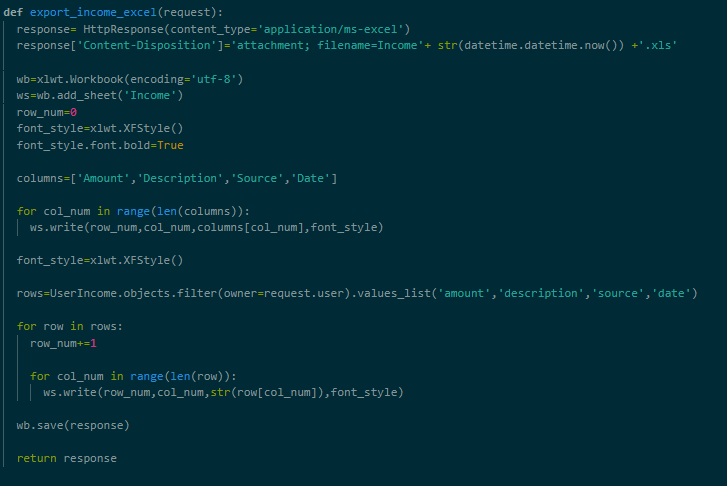 def export_income_excel(request):
response= HttpResponse(content_type='application/ms-excel')
response['Content-Disposition']='attachment; filename=Income'+ str(datetime.datetime.now()) +'.xls'
wb=xlwt.Workbook(encoding='utf-8')
ws=wb.add_sheet('Income')
row_num=0
font_style=xlwt.XFStyle()
font_style.font.bold=True
columns=['Amount','Description','Source','Date']
for col_num in range(len(columns)):
ws.write(row_num,col_num,columns[col_num],font_style)
font_style=xlwt.XFStyle()
rows=UserIncome.objects.filter(owner=request.user).values_list('amount','description','source','date')
for row in rows:
row_num+=1
for col_num in range(len(row)):
ws.write(row_num,col_num,str(row[col_num]),font_style)
wb.save(response)
return response